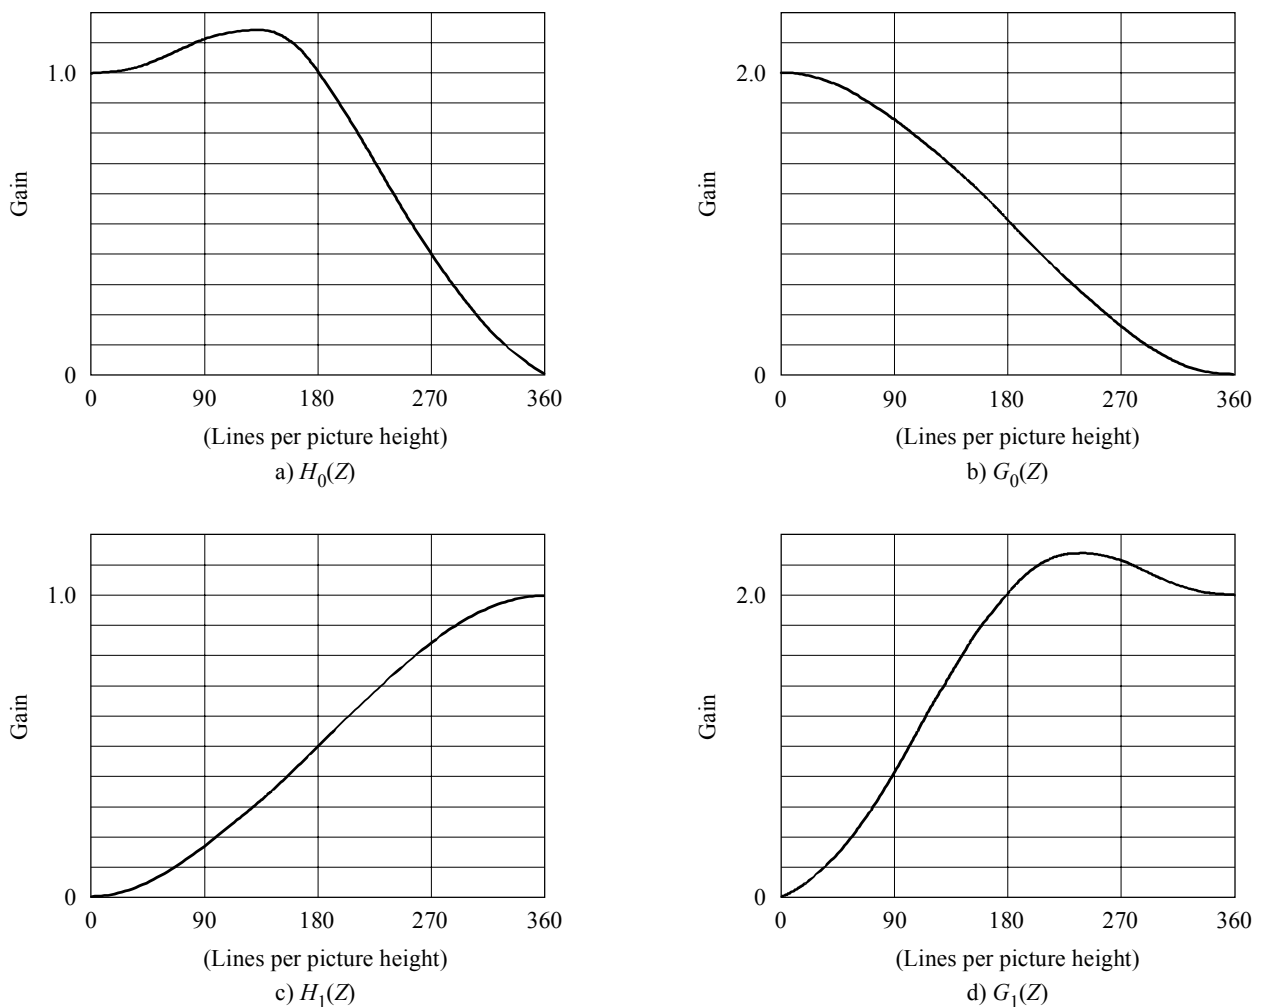 1.0
Gain
0
0 90 180 270 360
(Lines per picture height)
a) H0(Z)
2.0
Gain
0
0 90 180 270 360
(Lines per picture height)
b) G0(Z)
1.0
Gain
0
0 90 180 270 360
(Lines per picture height)
c) H1(Z)
2.0
Gain
0
0 90 180 270 360
(Lines per picture height)
d) G1(Z)